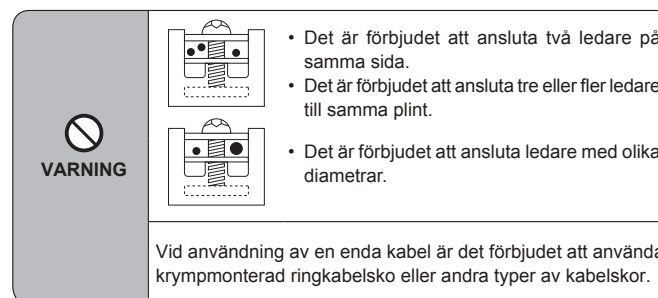 VARNING
• Det är förbjudet att ansluta två ledare på
samma sida.
• Det är förbjudet att ansluta tre eller fler ledare
till samma plint.
• Det är förbjudet att ansluta ledare med olika
diametrar.
Vid användning av en enda kabel är det förbjudet att använda
krympmonterad ringkabelsko eller andra typer av kabelskor.